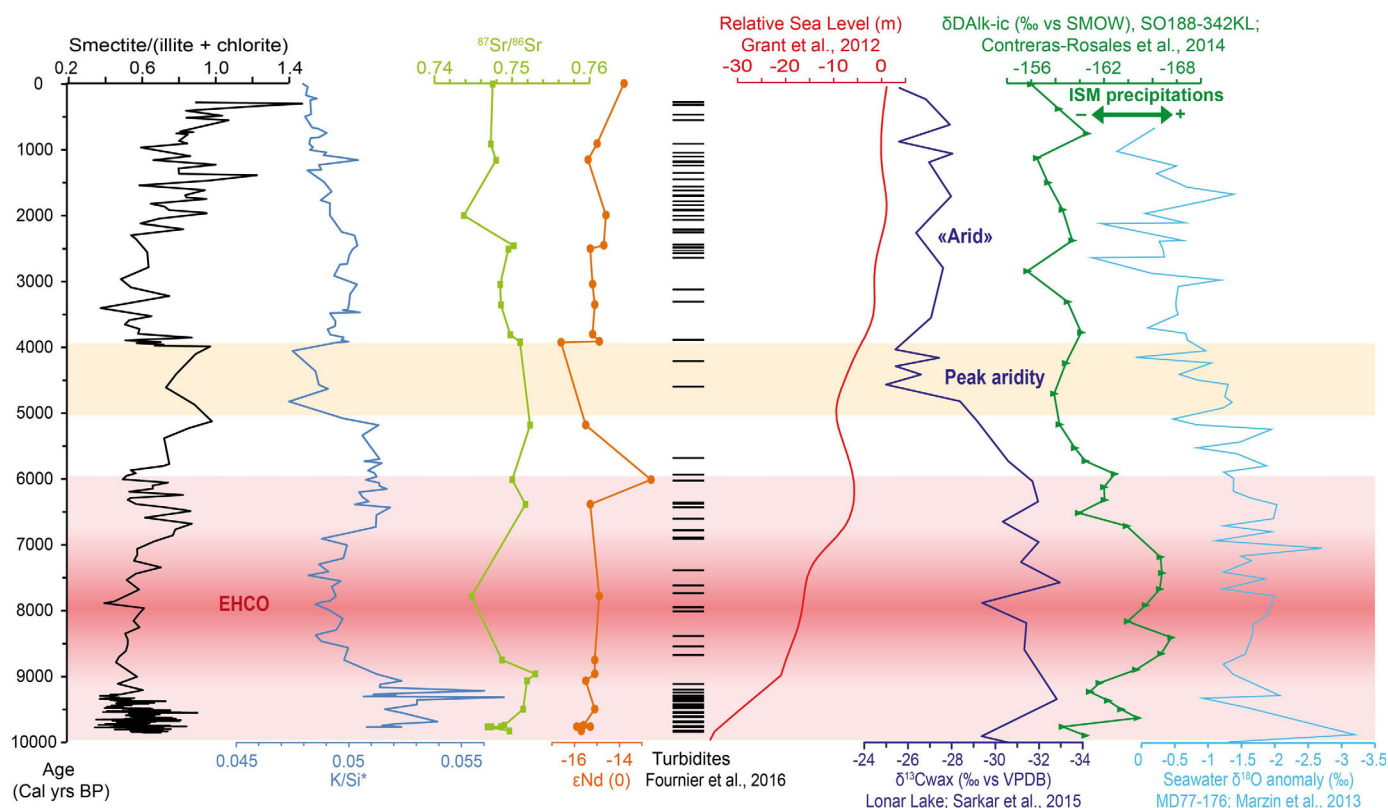 Relative Sea Level (m)
Grant et al., 2012
δDAlk-ic (‰ vs SMOW), SO188-342KL;
Contreras-Rosales et al., 2014
Smectite/(illite + chlorite)
0.2 0.6 1.0 1.4
87Sr/86Sr
0.74 0.75 0.76
-30 -20 -10 0
-156 -162 -168
ISM precipitations
– +
0
1000
2000
«Arid»
3000
4000
Peak aridity
5000
6000
7000
8000
EHCO
9000
10000
Age
(Cal yrs BP)
0.045 0.05 0.055
K/Si*
-16 -14
εNd (0)
Turbidites
Fournier et al., 2016
-24 -26 -28 -30 -32 -34
δ13Cwax (‰ vs VPDB)
Lonar Lake: Sarkar et al., 2015
0 -0.5 -1 -1.5 -2 -2.5 -3 -3.5
Seawater δ18O anomaly (‰)
MD77-176; Marzin et al., 2013